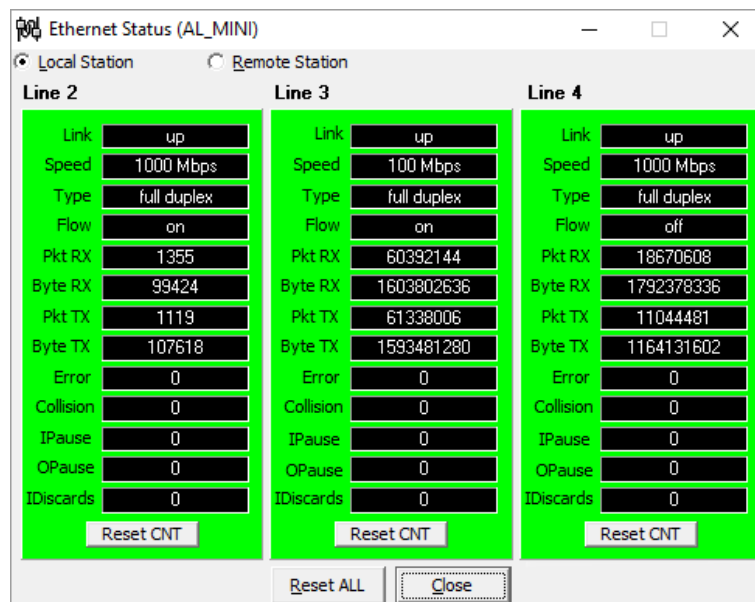 Ethernet Status (AL_MINI)
Local Station Remote Station
Line 2 Line 3 Line 4
Link up Link up Link up
Speed 1000 Mbps Speed 100 Mbps Speed 1000 Mbps
Type full duplex Type full duplex Type full duplex
Flow on Flow on Flow off
Pkt RX 1355 Pkt RX 60392144 Pkt RX 18670608
Byte RX 99424 Byte RX 1603802636 Byte RX 1792378336
Pkt TX 1119 Pkt TX 61338006 Pkt TX 11044481
Byte TX 107618 Byte TX 1593481280 Byte TX 1164131602
Error 0 Error 0 Error 0
Collision 0 Collision 0 Collision 0
IPause 0 IPause 0 IPause 0
OPause 0 OPause 0 OPause 0
IDiscards 0 IDiscards 0 IDiscards 0
Reset CNT Reset CNT Reset CNT
Reset ALL Close